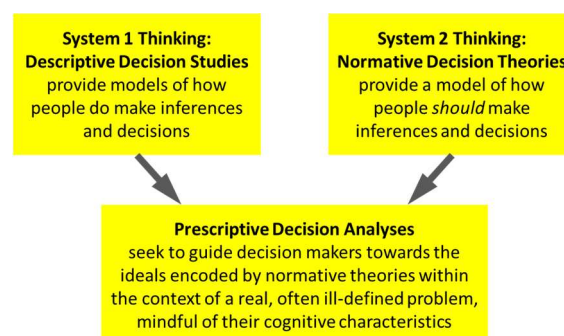 System 1 Thinking:
Descriptive Decision Studies
provide models of how
people do make inferences
and decisions
System 2 Thinking:
Normative Decision Theories
provide a model of how
people should make
inferences and decisions
Prescriptive Decision Analyses
seek to guide decision makers towards the
ideals encoded by normative theories within
the context of a real, often ill-defined problem,
mindful of their cognitive characteristics